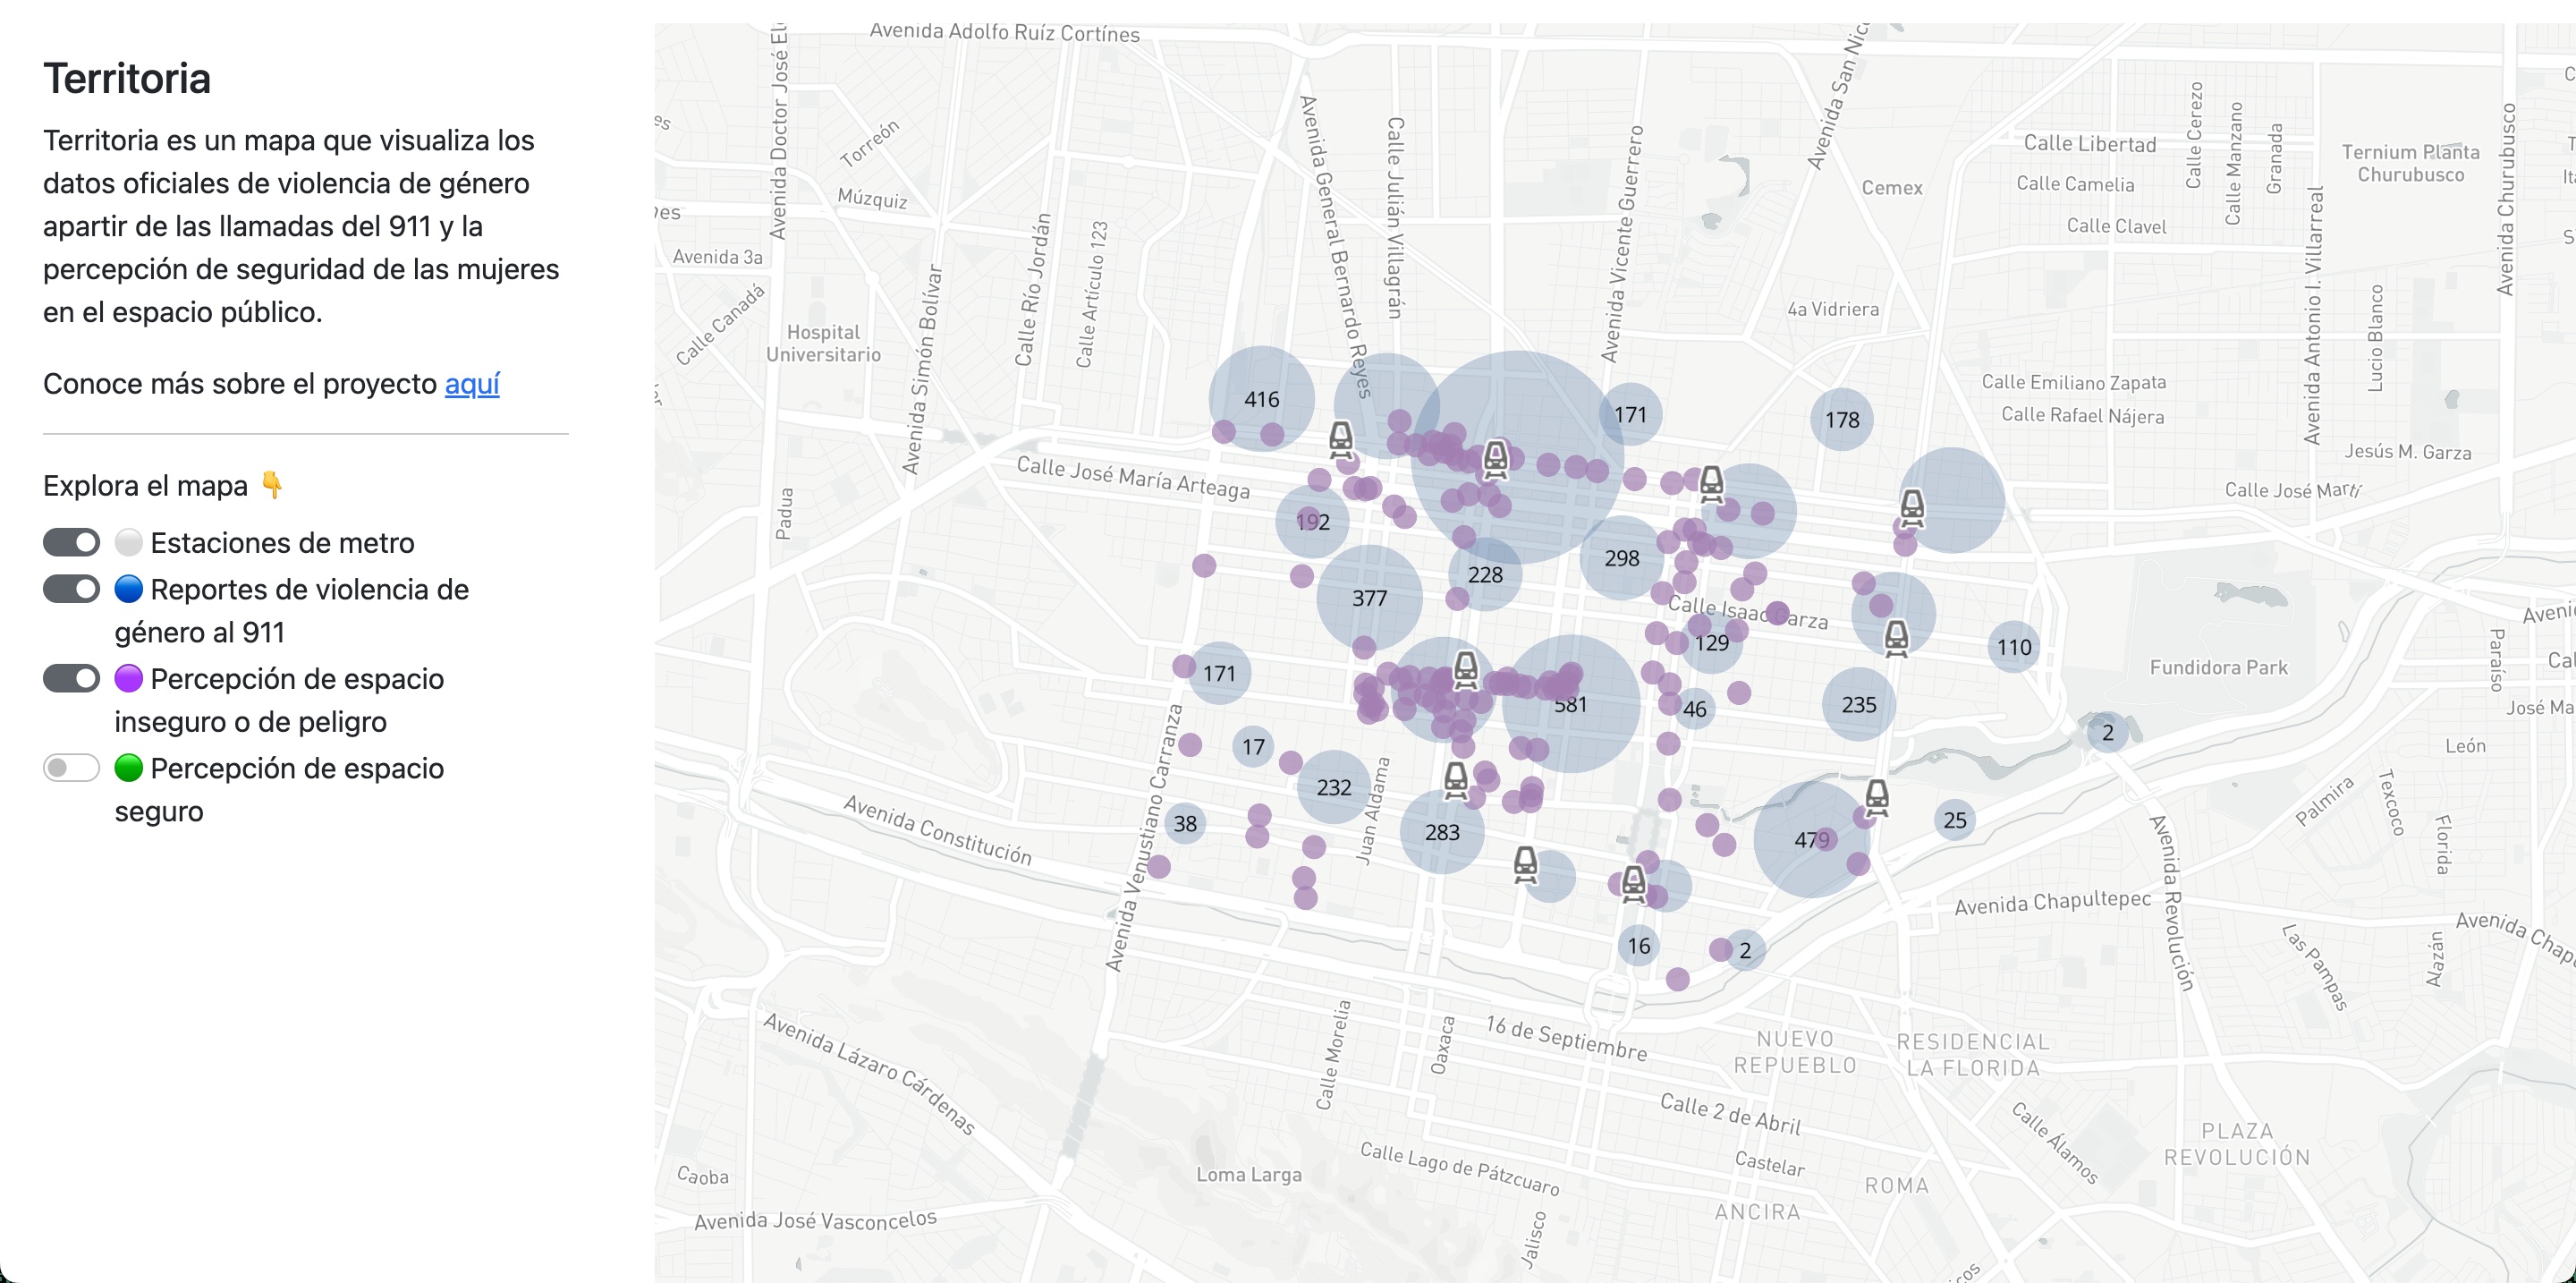 Territoria
Territoria es un mapa que visualiza los
datos oficiales de violencia de género
apartir de las llamadas del 911 y la
percepción de seguridad de las mujeres
en el espacio público.
Conoce más sobre el proyecto aquí
Explora el mapa 👇
Estaciones de metro
Reportes de violencia de
género al 911
Percepción de espacio
inseguro o de peligro
Percepción de espacio
seguro
Avenida Adolfo Ruíz Cortínes
Avenida Doctor José El
Torreón
Múzquiz
Avenida 3a
Calle Canadá
Hospital
Universitario
Avenida Simón Bolívar
Calle Río Jordán
Calle Artículo 123
Padua
Avenida General Bernardo Reyes
Calle Julián Villagrán
Avenida Vicente Guerrero
Avenida San Nic
Cemex
4a Vidriera
Calle Libertad
Calle Camelia
Calle Clavel
Calle Cerezo
Calle Manzano
Granada
Ternium Planta
Churubusco
Avenida Churubusco
Avenida Antonio I. Villarreal
Lucio Blanco
Calle Emiliano Zapata
Calle Rafael Nájera
Jesús M. Garza
Calle José Martí
Calle José María Arteaga
416
171
178
192
298
228
377
Calle Isaac Garza
129
110
171
581
46
235
Fundidora Park
2
17
232
38
283
479
25
16
2
Avenida Venustiano Carranza
Juan Aldama
Avenida Constitución
Paraíso
José Ma
León
Palmira
Texcoco
Florida
Avenida Revolución
Avenida Chapultepec
Avenida Chapu
Las Pampas
Alazán
Avenida Lázaro Cárdenas
Calle Morelia
Oaxaca
16 de Septiembre
NUEVO
REPUEBLO
RESIDENCIAL
LA FLORIDA
Calle 2 de Abril
Calle Álamos
PLAZA
REVOLUCIÓN
Calle Lago de Pátzcuaro
Castelar
ROMA
ANCIRA
Jalisco
Loma Larga
Caoba
Avenida José Vasconcelos